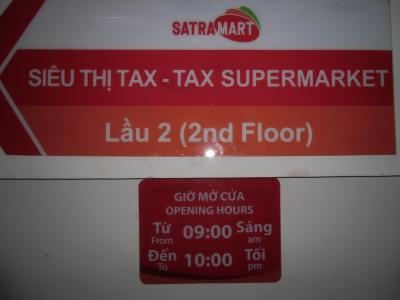 SATRAMART
SIÊU THỊ TAX - TAX SUPERMARKET
Lầu 2 (2nd Floor)
GIỜ MỞ CỬA
OPENING HOURS
Từ 09:00 Sáng
From am
Đến 10:00 Tối
To pm